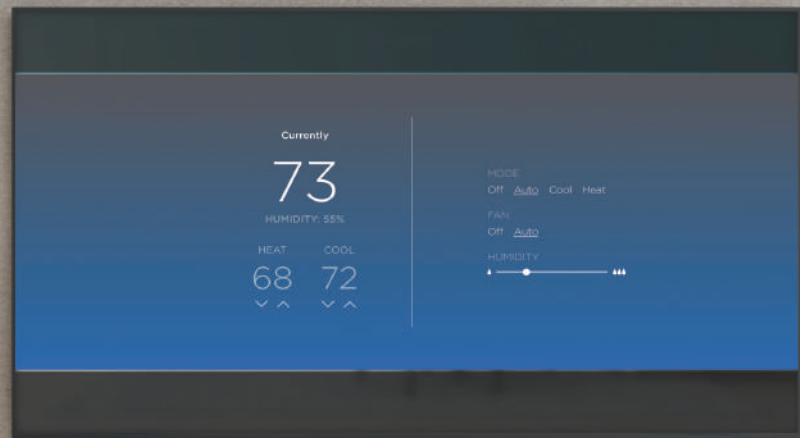 Currently
73
HUMIDITY: 55%
HEAT COOL
68 72
MODE
Off Auto Cool Heat
FAN
Off Auto
HUMIDITY